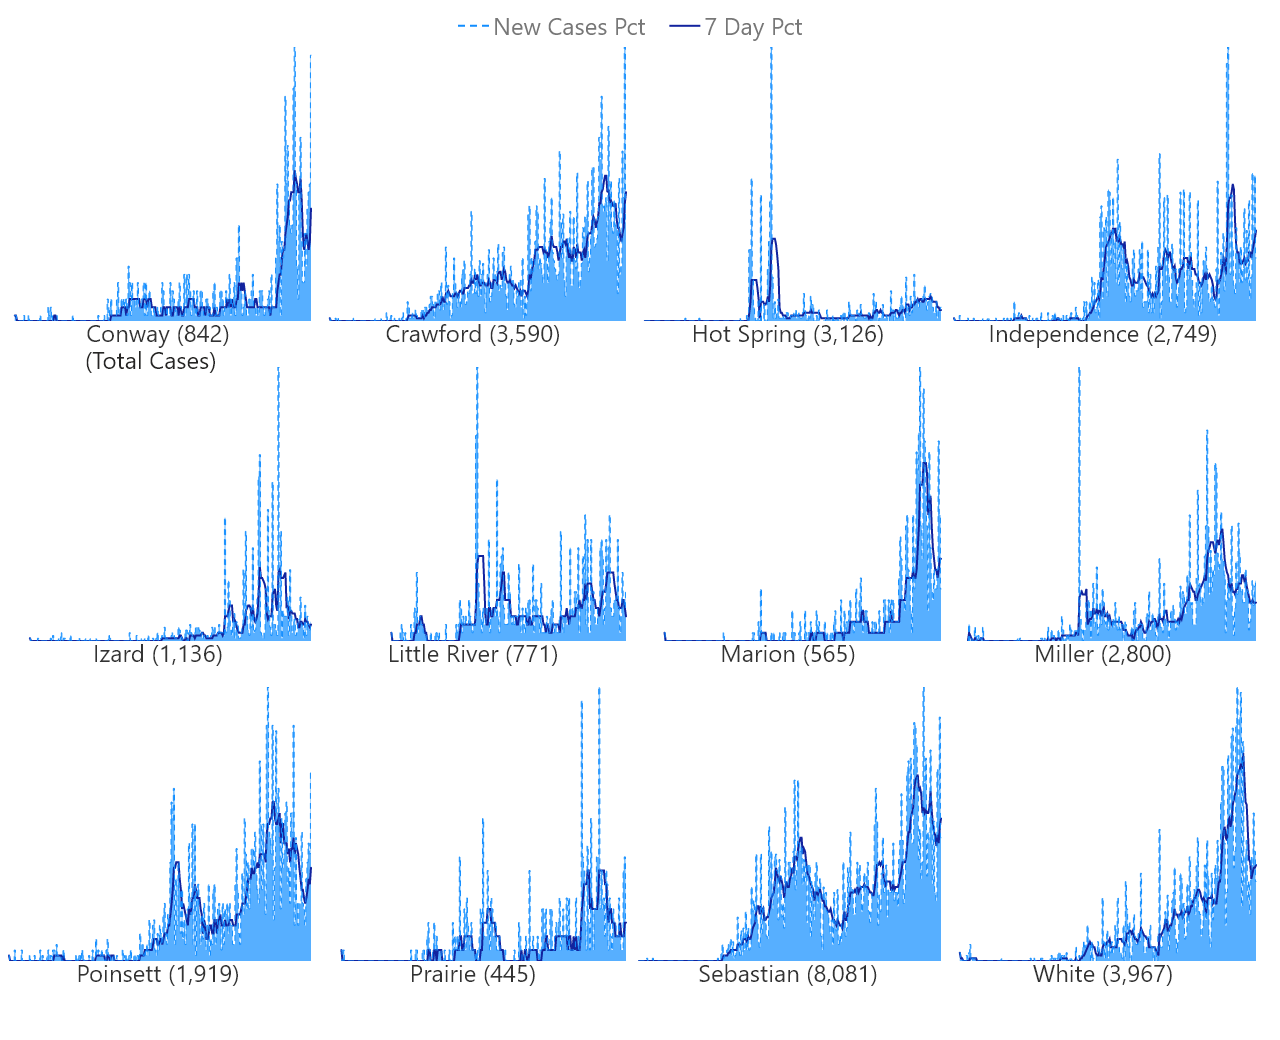 New Cases Pct 7 Day Pct
Conway (842) Crawford (3,590) Hot Spring (3,126) Independence (2,749)
(Total Cases)
Izard (1,136) Little River (771) Marion (565) Miller (2,800)
Poinsett (1,919) Prairie (445) Sebastian (8,081) White (3,967)